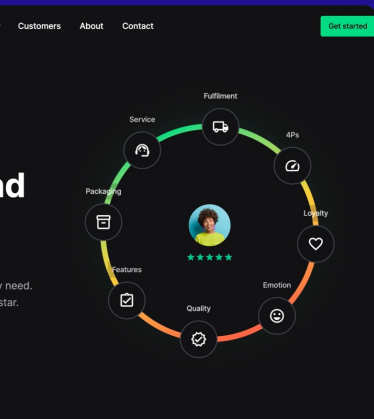 Customers About Contact Get started
Fulfilment
Service
4Ps
nd
Packaging
Loyalty
Features
Emotion
y need.
Quality
star.